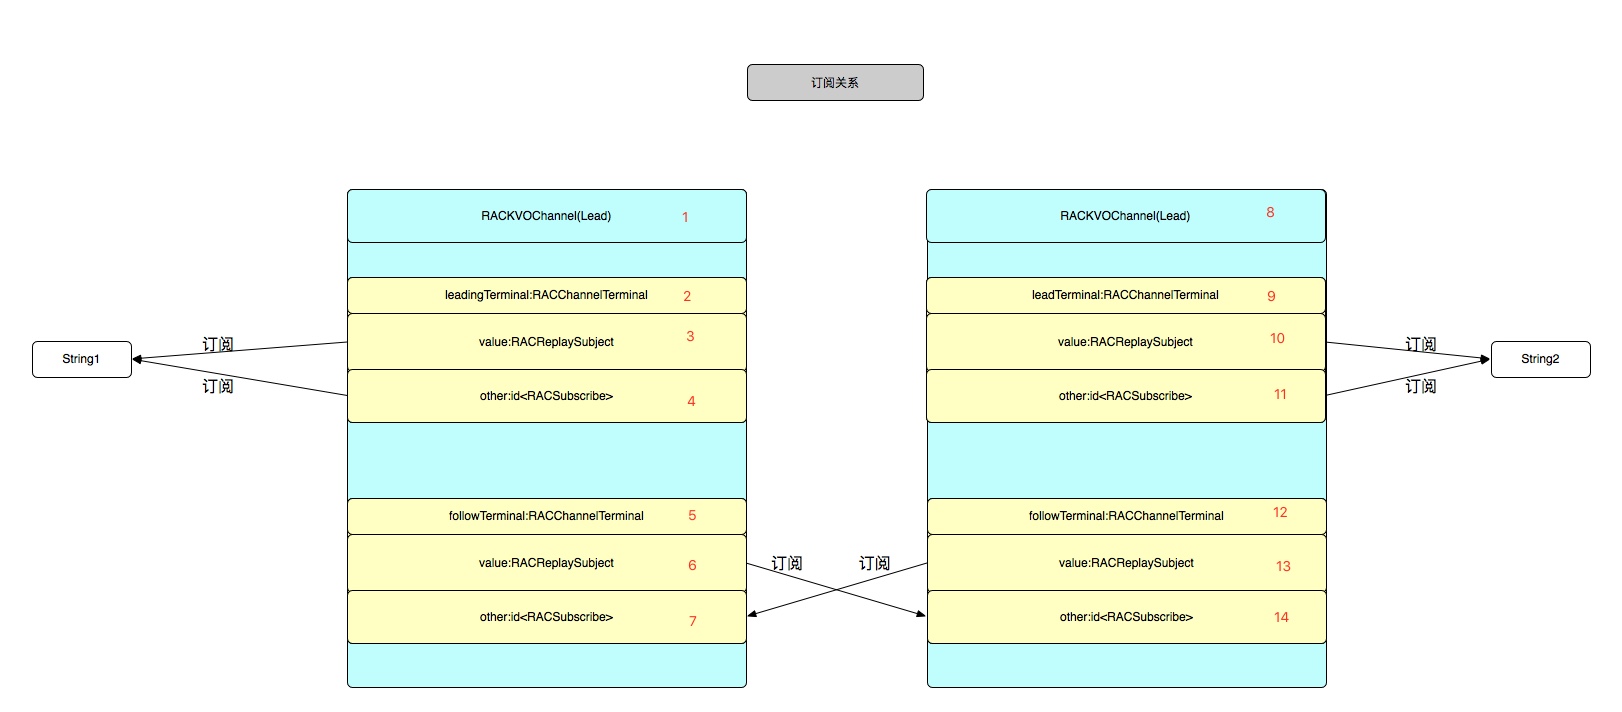 订阅关系
RACKVOChannel(Lead) 1
leadingTerminal:RACChannelTerminal 2
value:RACReplaySubject 3
other:id<RACSubscribe> 4
followTerminal:RACChannelTerminal 5
value:RACReplaySubject 6
other:id<RACSubscribe> 7
String1
订阅
订阅
订阅
订阅
RACKVOChannel(Lead) 8
leadTerminal:RACChannelTerminal 9
value:RACReplaySubject 10
other:id<RACSubscribe> 11
followTerminal:RACChannelTerminal 12
value:RACReplaySubject 13
other:id<RACSubscribe> 14
订阅
订阅
String2